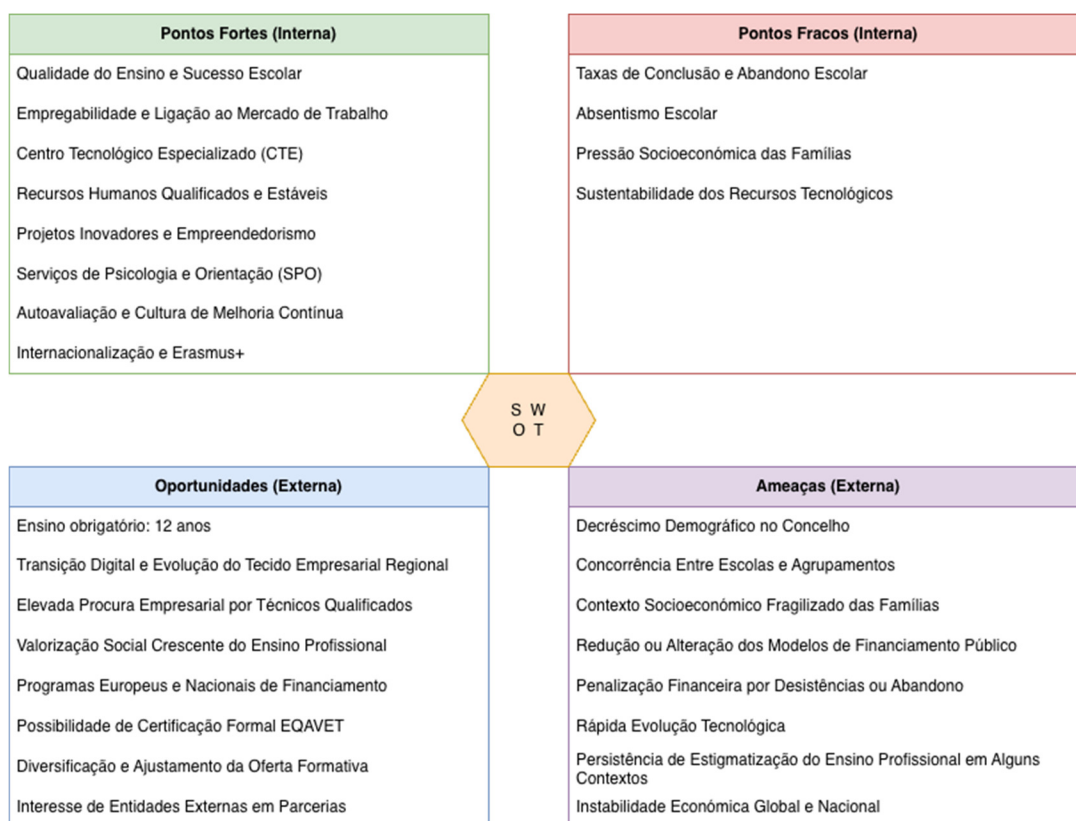 Pontos Fortes (Interna)
Qualidade do Ensino e Sucesso Escolar
Empregabilidade e Ligação ao Mercado de Trabalho
Centro Tecnológico Especializado (CTE)
Recursos Humanos Qualificados e Estáveis
Projetos Inovadores e Empreendedorismo
Serviços de Psicologia e Orientação (SPO)
Autoavaliação e Cultura de Melhoria Contínua
Internacionalização e Erasmus+
Pontos Fracos (Interna)
Taxas de Conclusão e Abandono Escolar
Absentismo Escolar
Pressão Socioeconómica das Famílias
Sustentabilidade dos Recursos Tecnológicos
S W
O T
Oportunidades (Externa)
Ensino obrigatório: 12 anos
Transição Digital e Evolução do Tecido Empresarial Regional
Elevada Procura Empresarial por Técnicos Qualificados
Valorização Social Crescente do Ensino Profissional
Programas Europeus e Nacionais de Financiamento
Possibilidade de Certificação Formal EQAVET
Diversificação e Ajustamento da Oferta Formativa
Interesse de Entidades Externas em Parcerias
Ameaças (Externa)
Decréscimo Demográfico no Concelho
Concorrência Entre Escolas e Agrupamentos
Contexto Socioeconómico Fragilizado das Famílias
Redução ou Alteração dos Modelos de Financiamento Público
Penalização Financeira por Desistências ou Abandono
Rápida Evolução Tecnológica
Persistência de Estigmatização do Ensino Profissional em Alguns
Contextos
Instabilidade Económica Global e Nacional